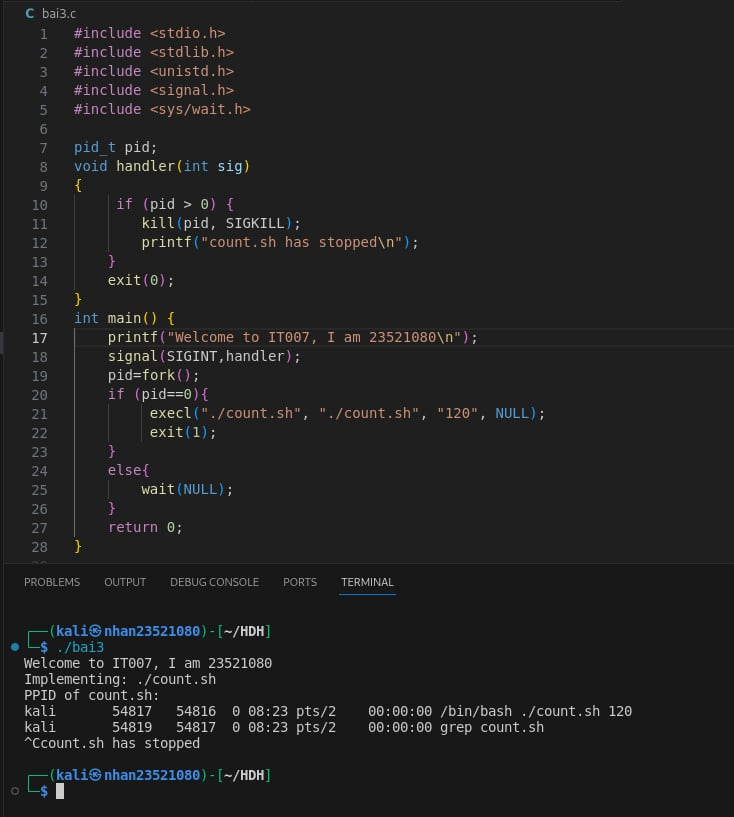 C bai3.c
1 #include <stdio.h>
2 #include <stdlib.h>
3 #include <unistd.h>
4 #include <signal.h>
5 #include <sys/wait.h>
6
7 pid_t pid;
8 void handler(int sig)
9 {
10 if (pid > 0) {
11 kill(pid, SIGKILL);
12 printf("count.sh has stopped\n");
13 }
14 exit(0);
15 }
16 int main() {
17 printf("Welcome to IT007, I am 23521080\n");
18 signal(SIGINT,handler);
19 pid=fork();
20 if (pid==0){
21 execl("./count.sh", "./count.sh", "120", NULL);
22 exit(1);
23 }
24 else{
25 wait(NULL);
26 }
27 return 0;
28 }
PROBLEMS OUTPUT DEBUG CONSOLE PORTS TERMINAL
┌──(kali㉿nhan23521080)-[~/HDH]
└─$ ./bai3
Welcome to IT007, I am 23521080
Implementing: ./count.sh
PPID of count.sh:
kali 54817 54816 0 08:23 pts/2 00:00:00 /bin/bash ./count.sh 120
kali 54819 54817 0 08:23 pts/2 00:00:00 grep count.sh
^Ccount.sh has stopped
┌──(kali㉿nhan23521080)-[~/HDH]
└─$